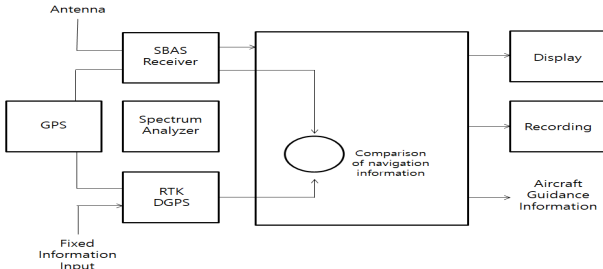 Antenna
SBAS
Receiver
Display
GPS
Spectrum
Analyzer
Recording
Comparison
of navigation
information
RTK
DGPS
Aircraft
Guidance
Information
Fixed
Information
Input